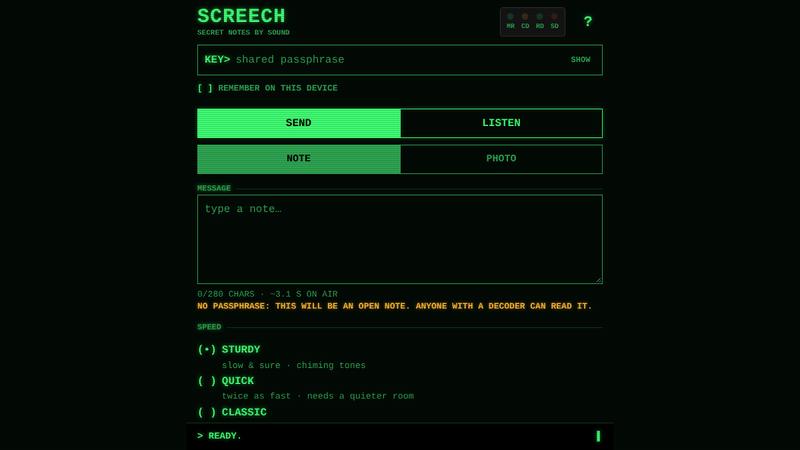 SCREECH
SECRET NOTES BY SOUND
MR CD RD SD
?
KEY> shared passphrase SHOW
[ ] REMEMBER ON THIS DEVICE
SEND LISTEN
NOTE PHOTO
MESSAGE
type a note…
0/280 CHARS · ~3.1 S ON AIR
NO PASSPHRASE: THIS WILL BE AN OPEN NOTE. ANYONE WITH A DECODER CAN READ IT.
SPEED
(•) STURDY
slow & sure · chiming tones
( ) QUICK
twice as fast · needs a quieter room
( ) CLASSIC
> READY.